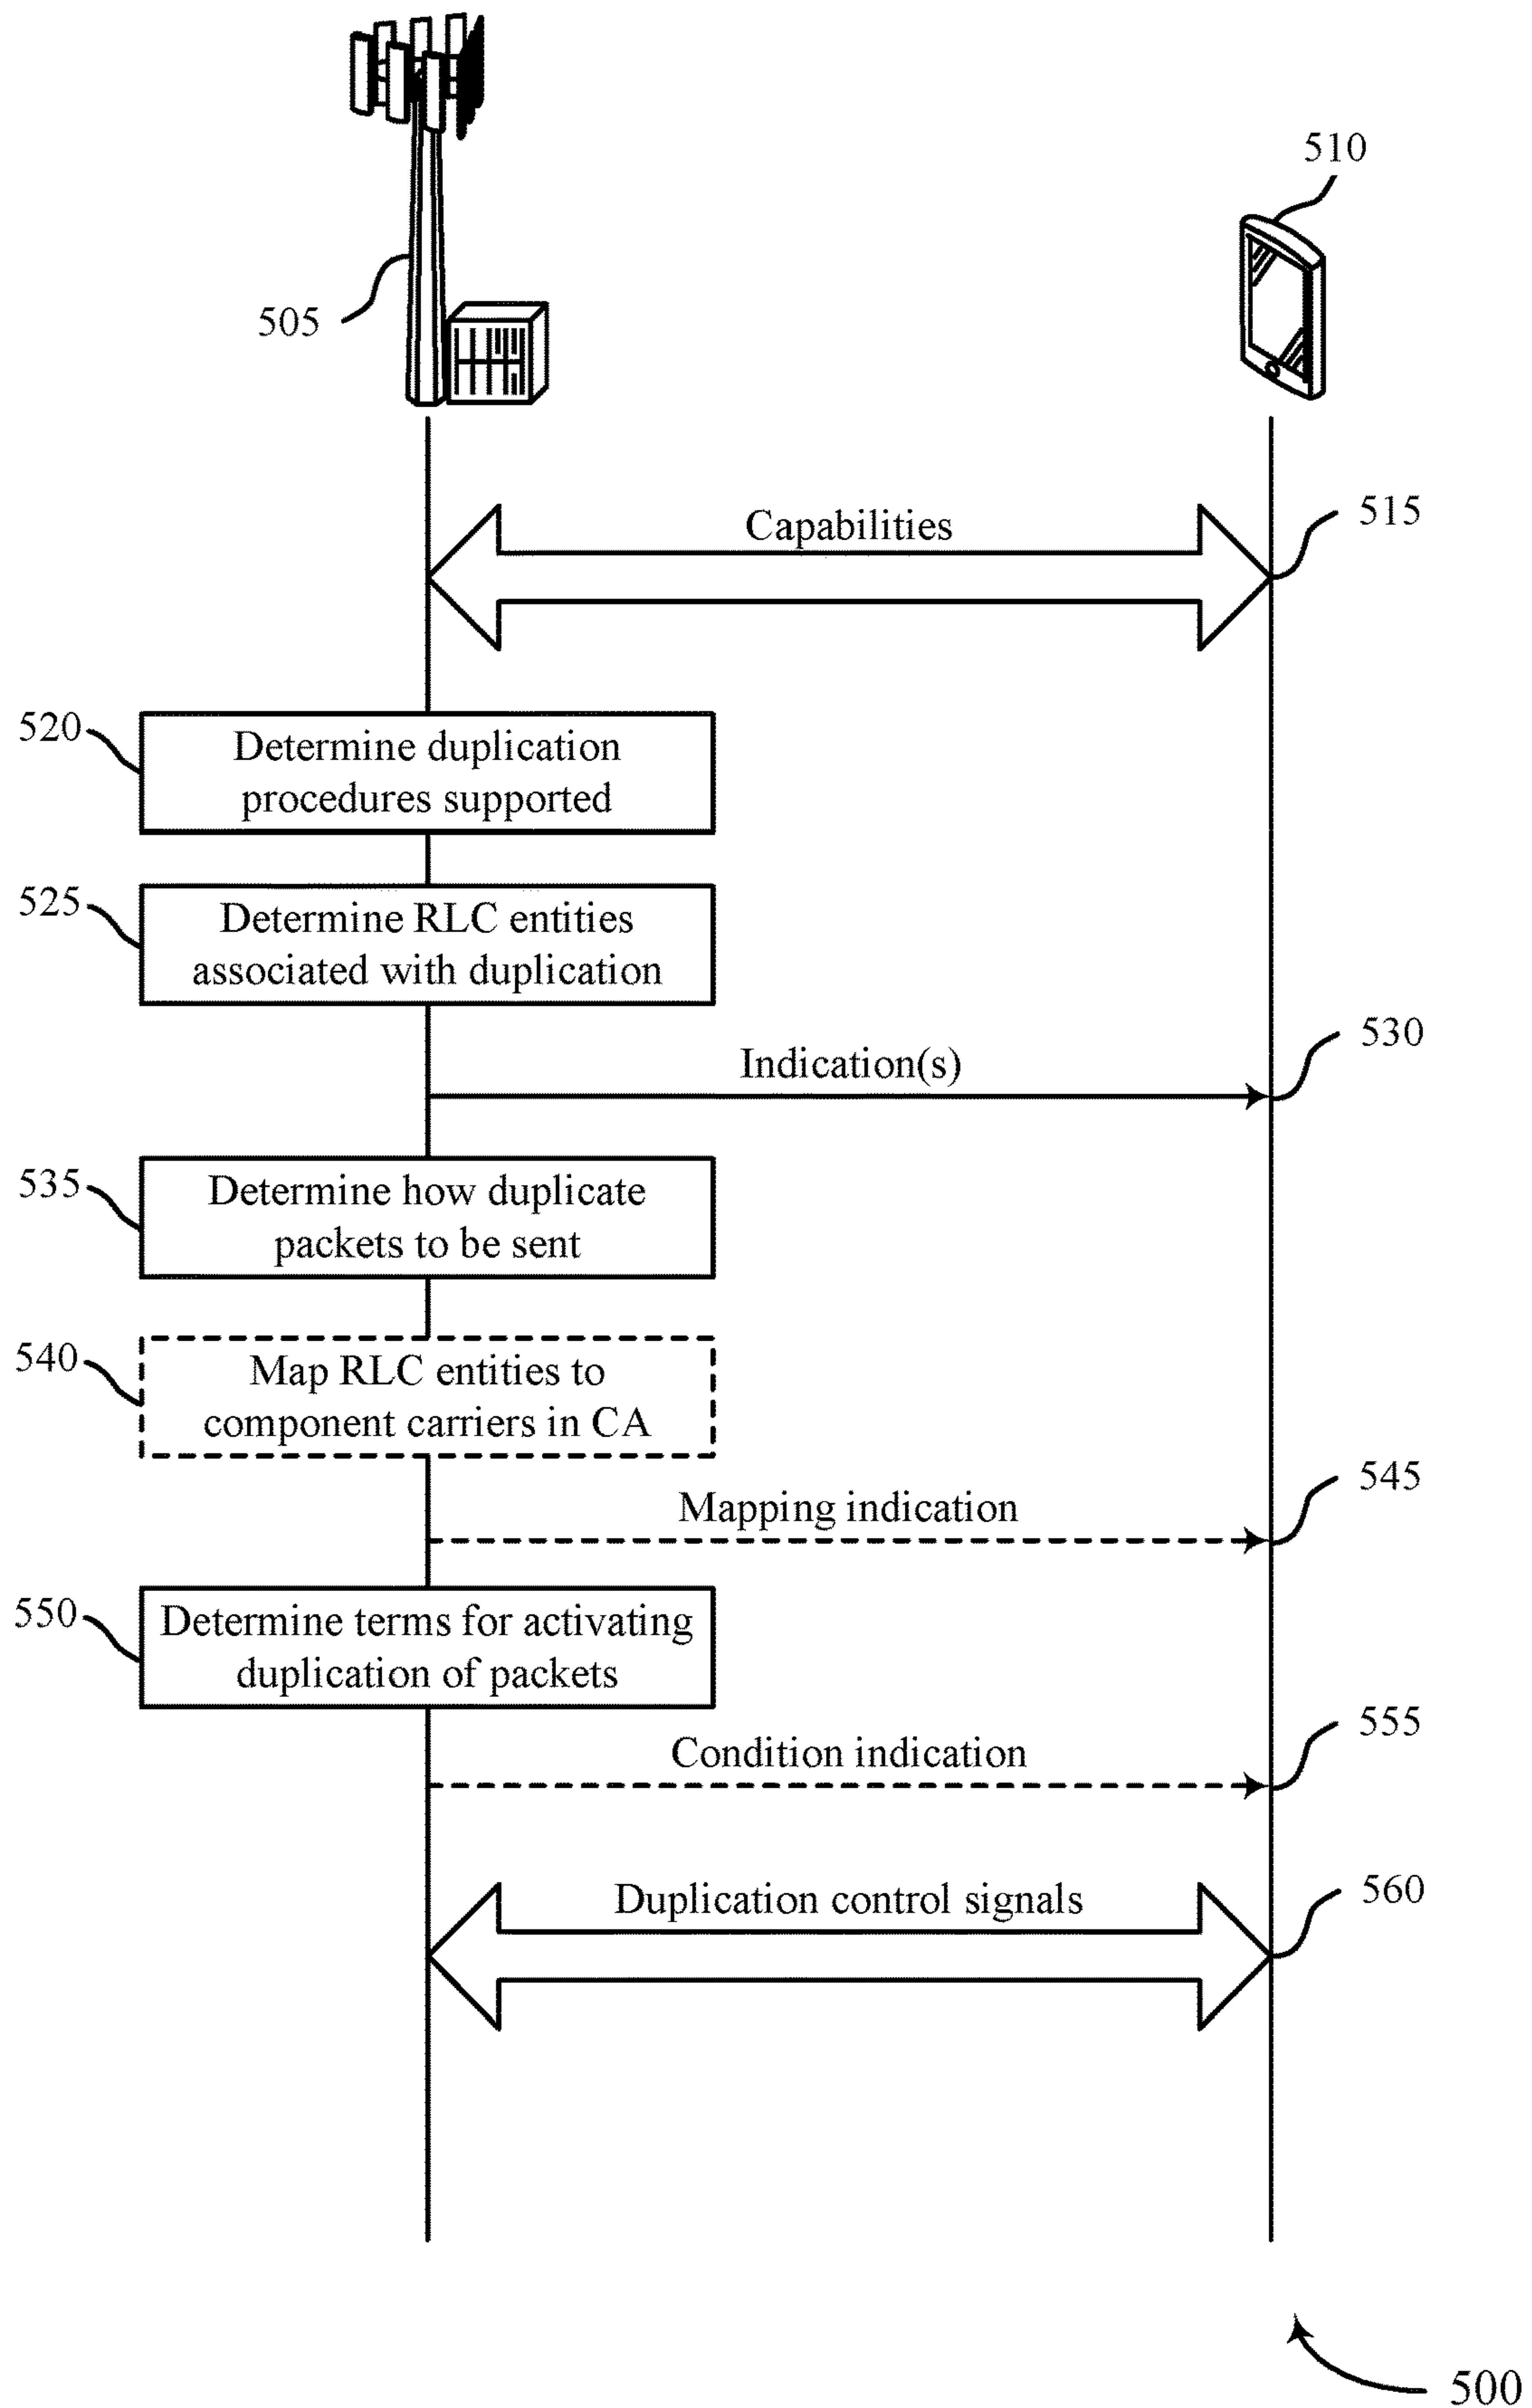 510
505
Capabilities
515
520
Determine duplication
procedures supported
525
Determine RLC entities
associated with duplication
530
Indication(s)
535
Determine how duplicate
packets to be sent
540
Map RLC entities to
component carriers in CA
545
Mapping indication
550
Determine terms for activating
duplication of packets
555
Condition indication
560
Duplication control signals
500